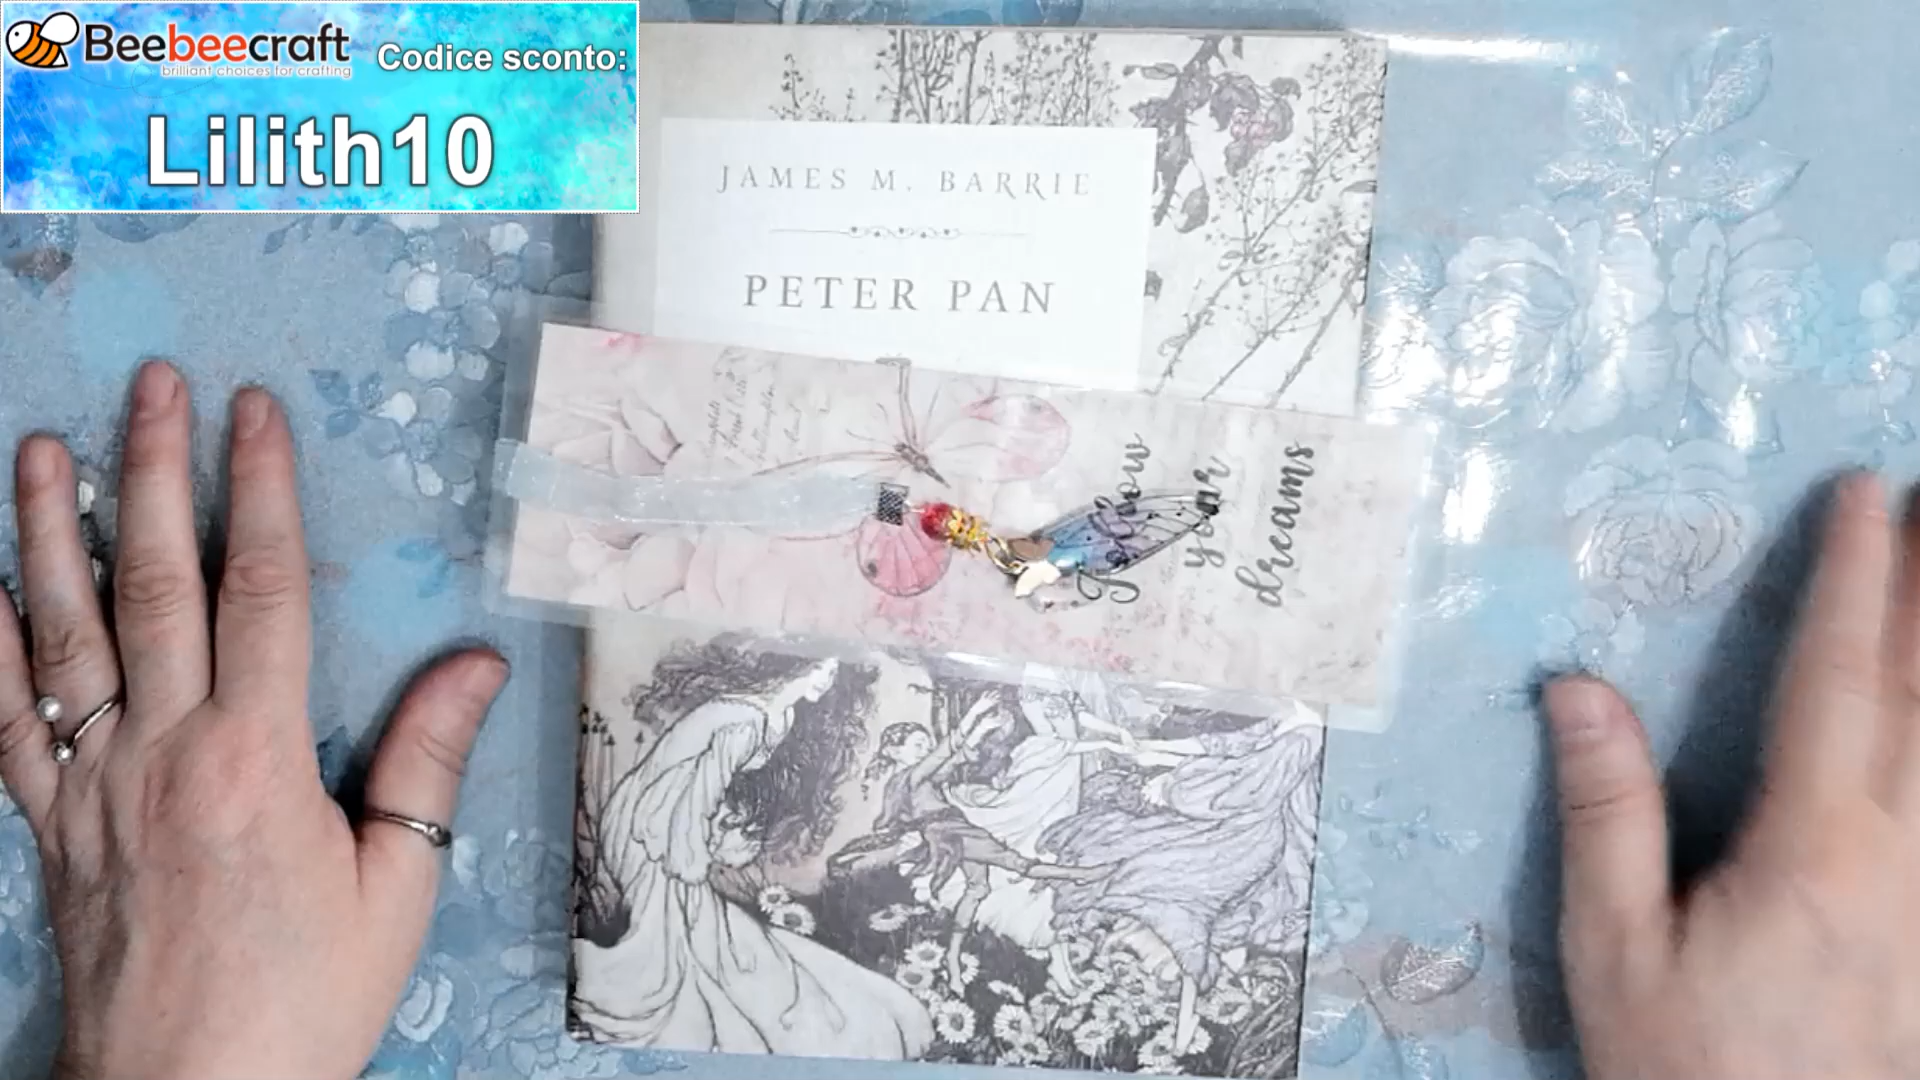 Beebeecraft
brilliant choices for crafting
Codice sconto:
Lilith10
JAMES M. BARRIE
PETER PAN
Follow
your
dreams